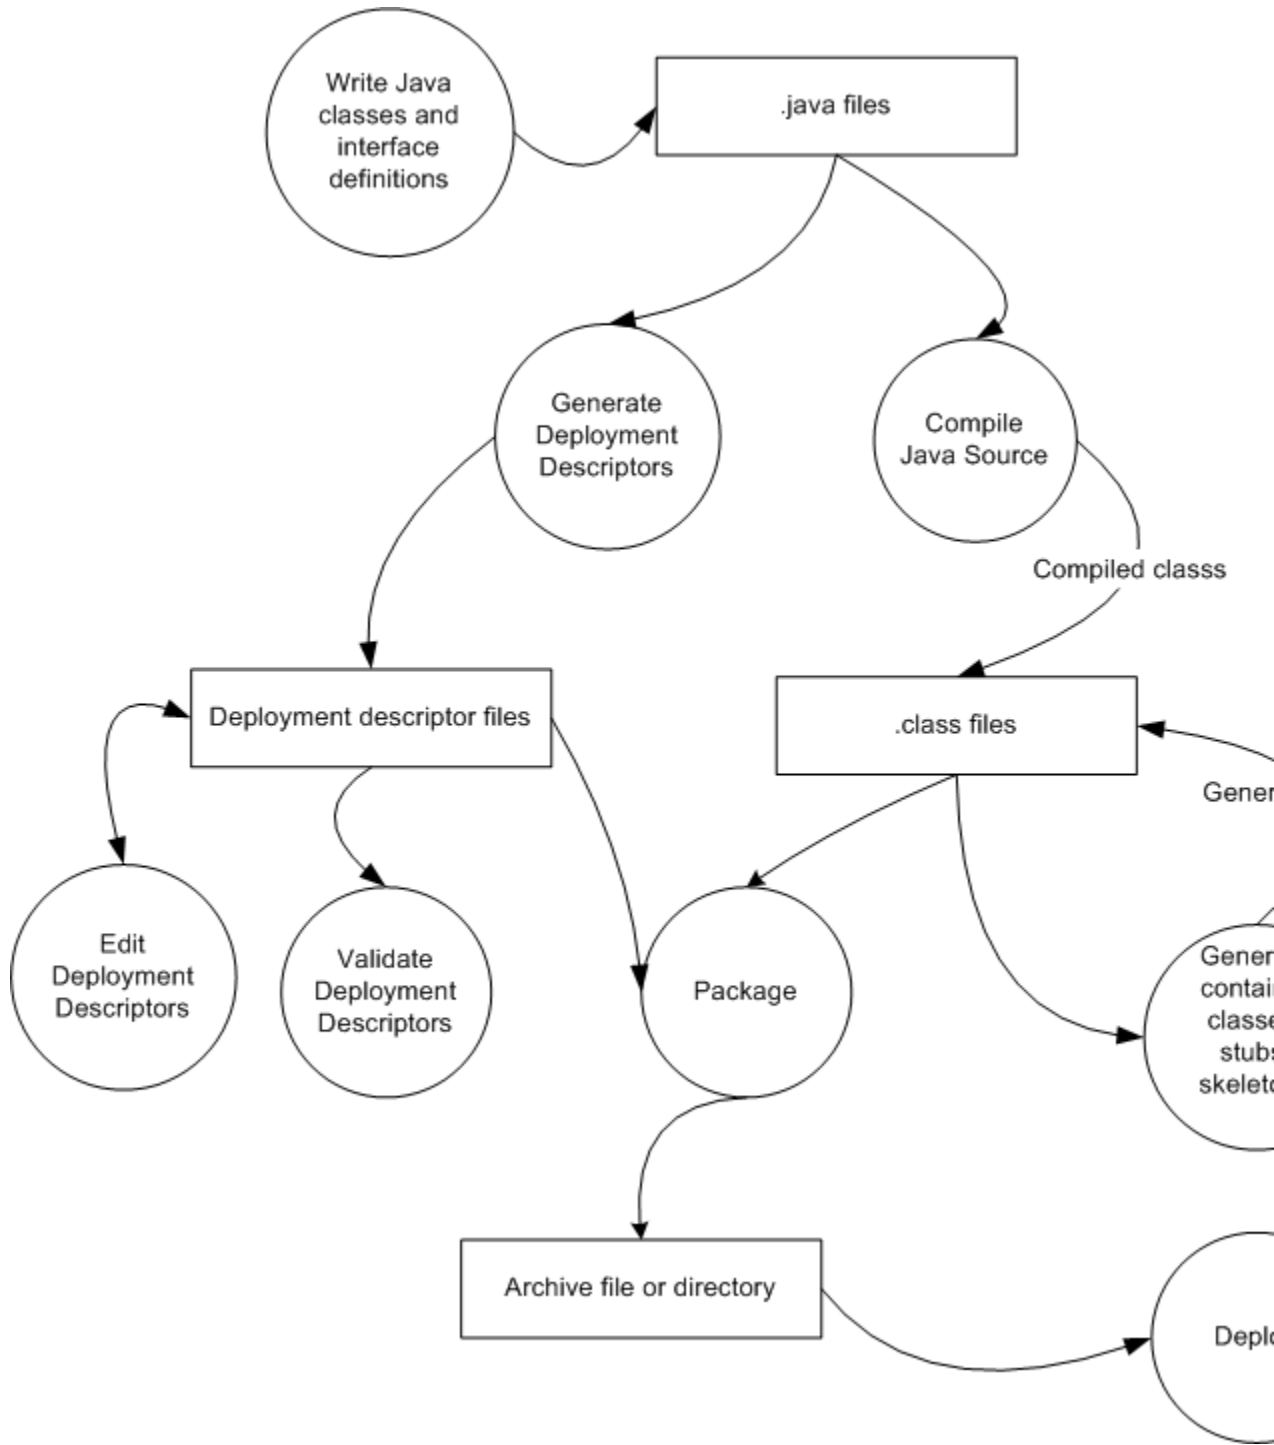 Write Java
classes and
interface
definitions
.java files
Generate
Deployment
Descriptors
Compile
Java Source
Compiled classs
Deployment descriptor files
.class files
Edit
Deployment
Descriptors
Validate
Deployment
Descriptors
Package
Archive file or directory